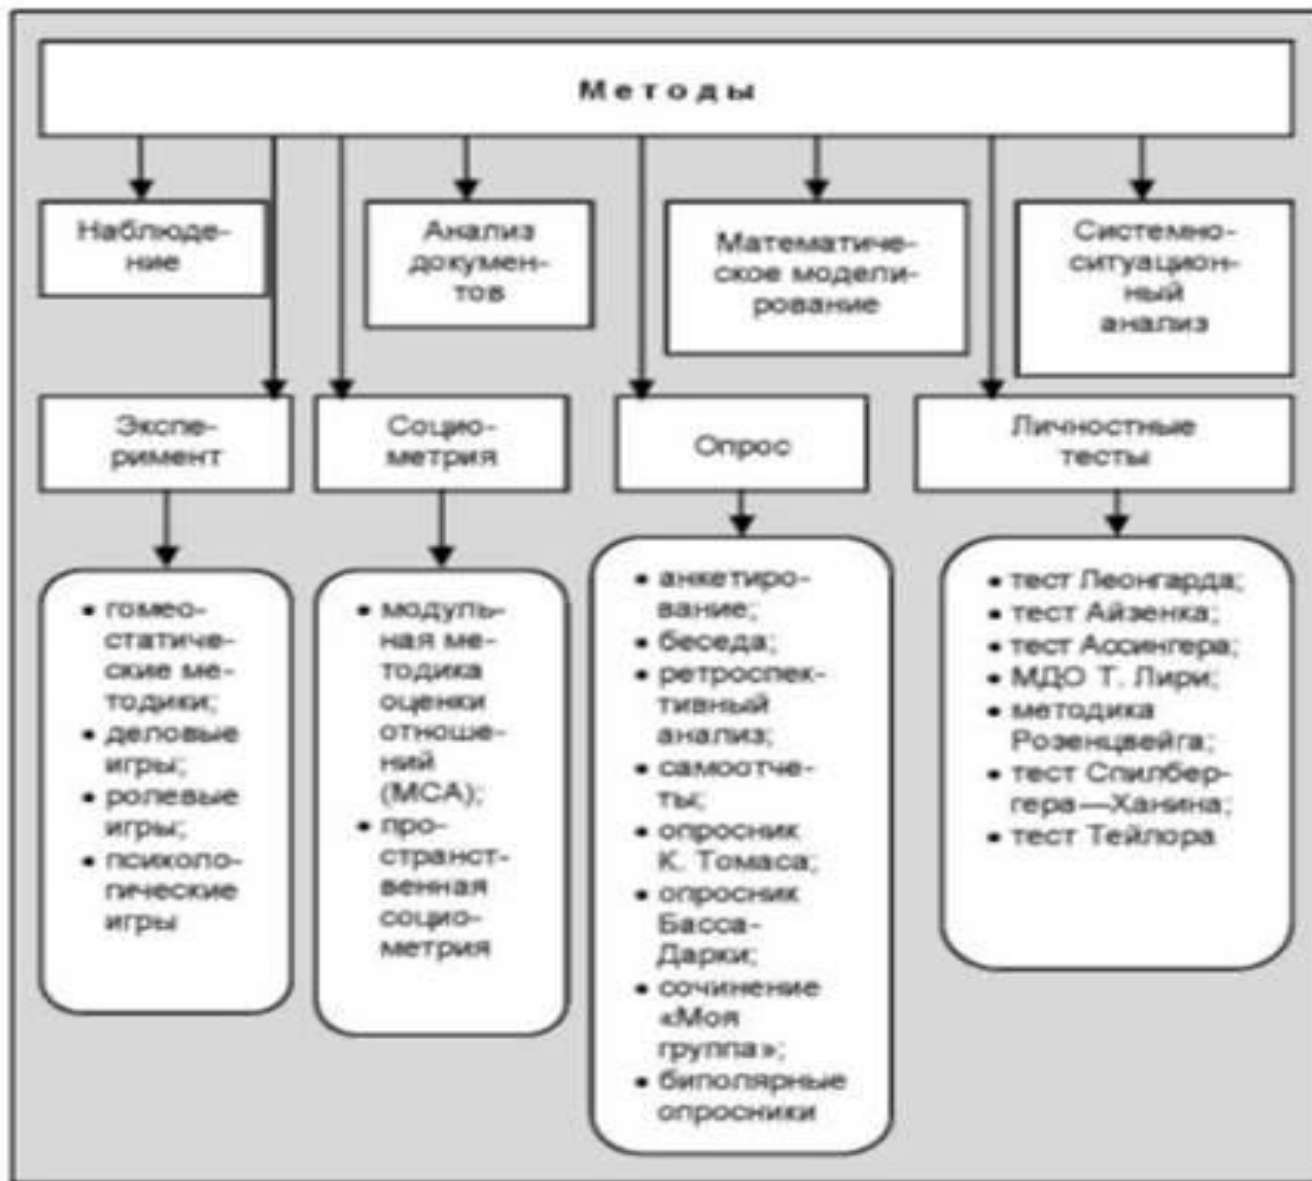 Методы
Наблюде-
ние
Анализ
докумен-
тов
Математиче-
ское модели-
рование
Системно-
ситуацион-
ный
анализ
Экспе-
римент
Социо-
метрия
Опрос
Личностные
тесты
• гомео-
статиче-
ские ме-
тодики;
• деловые
игры;
• ролевые
игры;
• психоло-
гические
игры
• модуль-
ная ме-
тодика
оценки
отноше-
ний
(МСА);
• про-
странст-
венная
социо-
метрия
• анкетиро-
вание;
• беседа;
• ретроспек-
тивный
анализ;
• самоотче-
ты;
• опросник
К. Томаса;
• опросник
Басса-
Дарки;
• сочинение
«Моя
группа»;
• биполярные
опросники
• тест Леонгарда;
• тест Айзенка;
• тест Ассингера;
• МДО Т. Лири;
• методика
Розенцвейга;
• тест Спилбер-
гера—Ханина;
• тест Тейлора